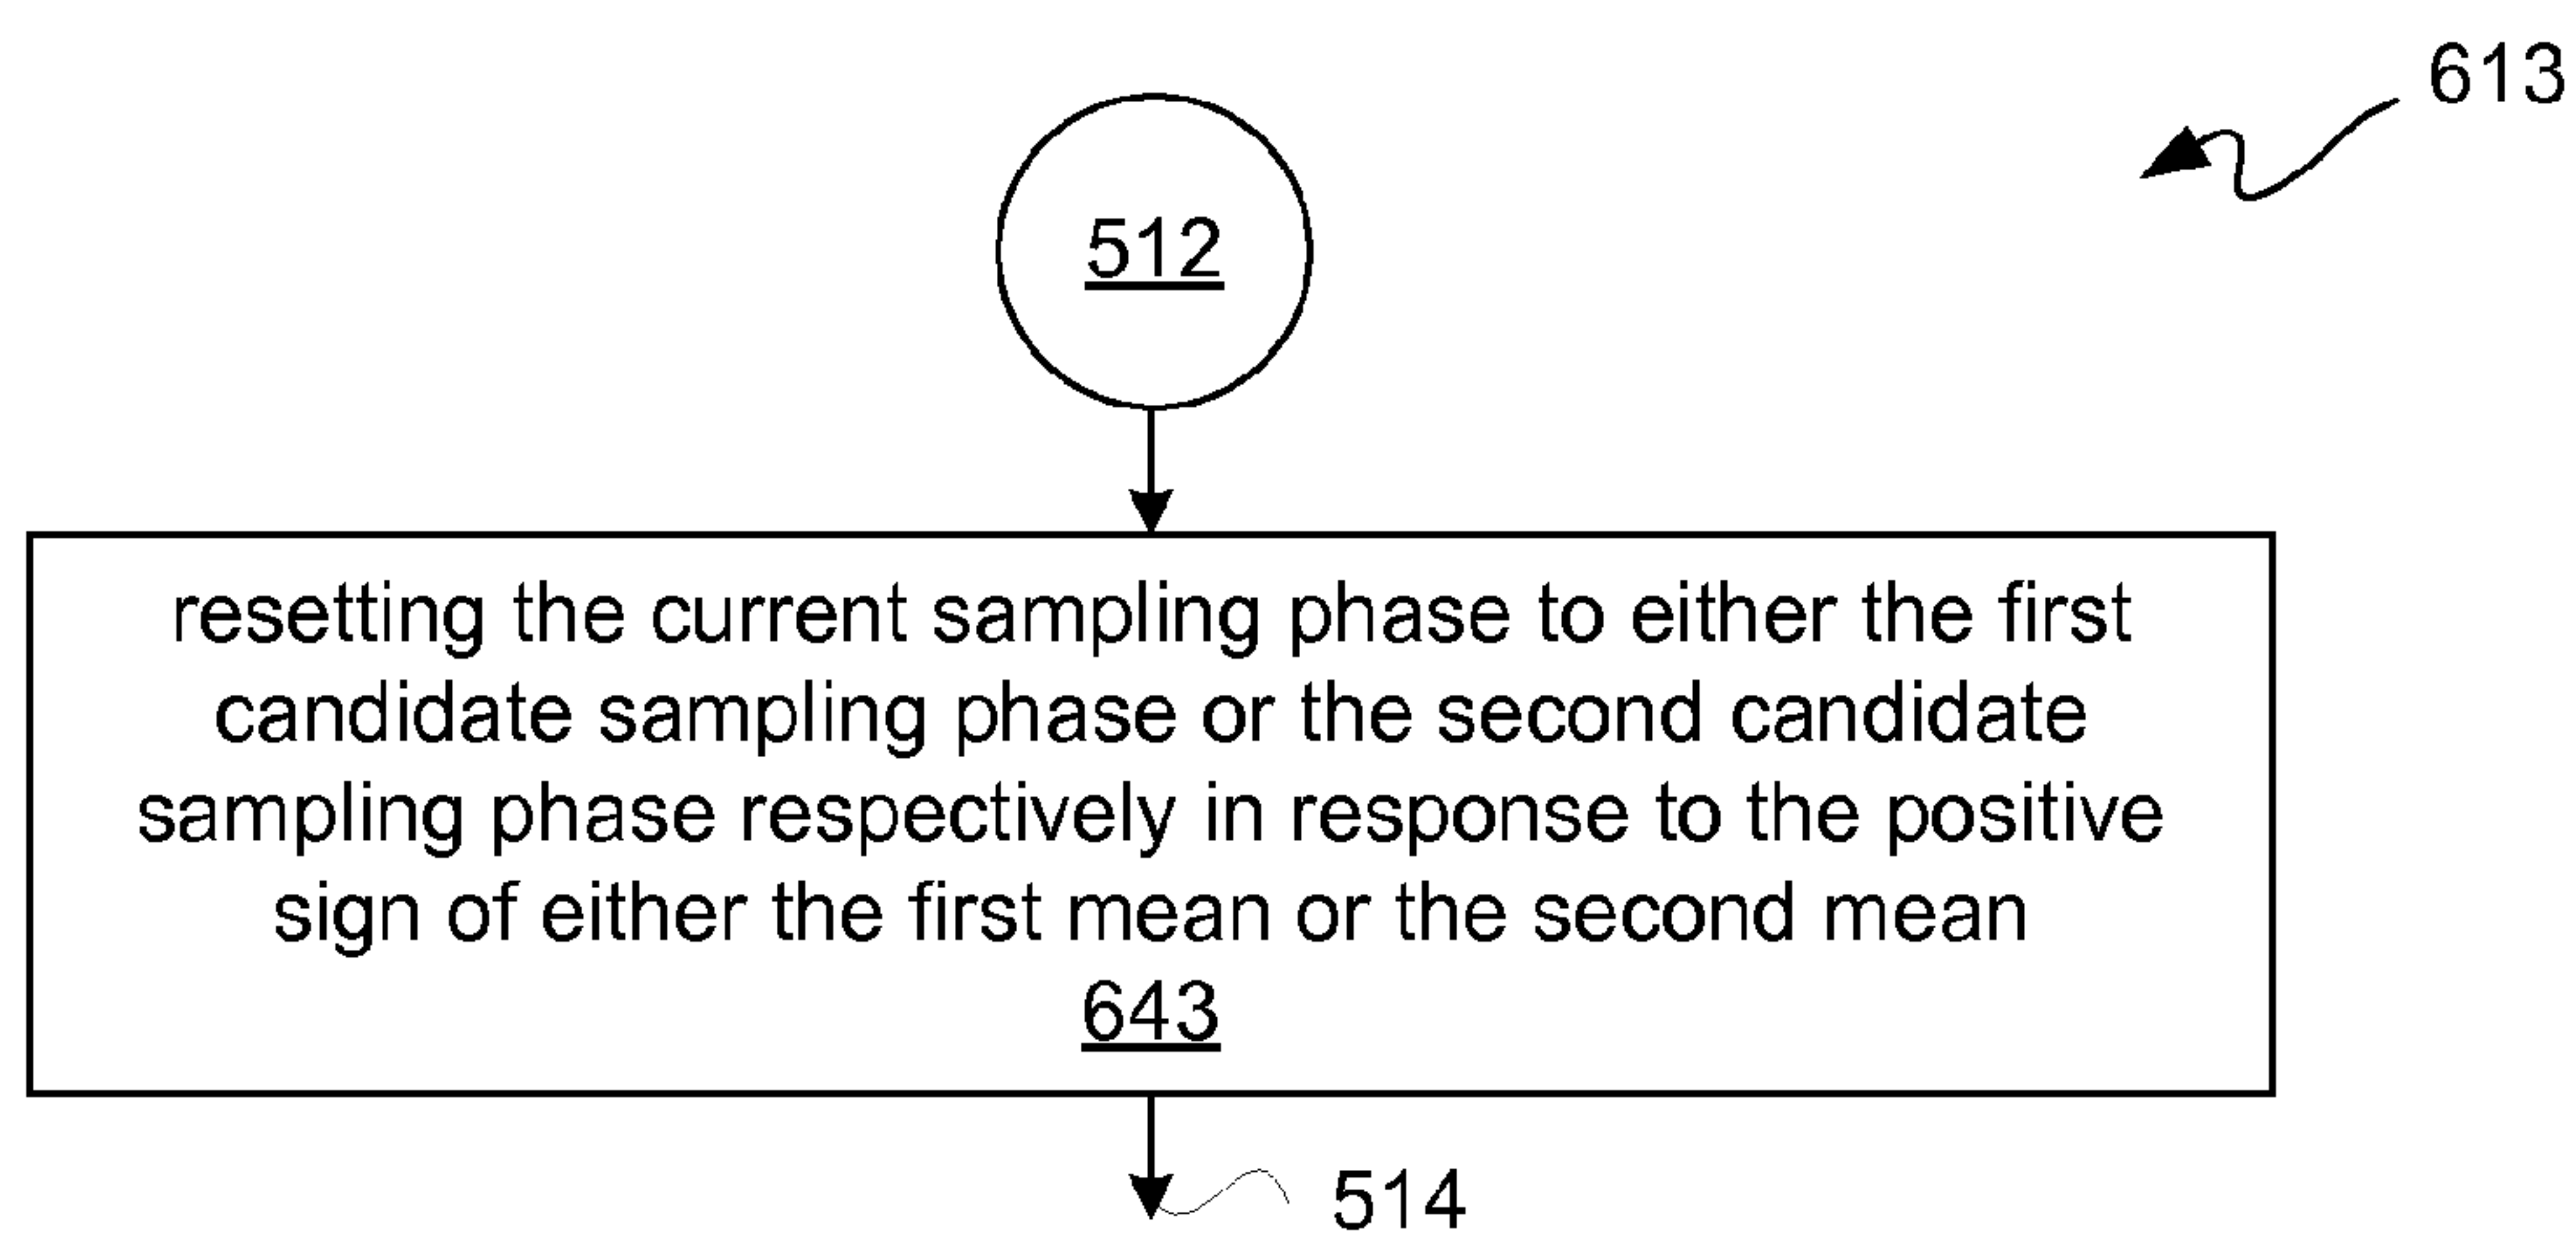 613
512
resetting the current sampling phase to either the first
candidate sampling phase or the second candidate
sampling phase respectively in response to the positive
sign of either the first mean or the second mean
643
514